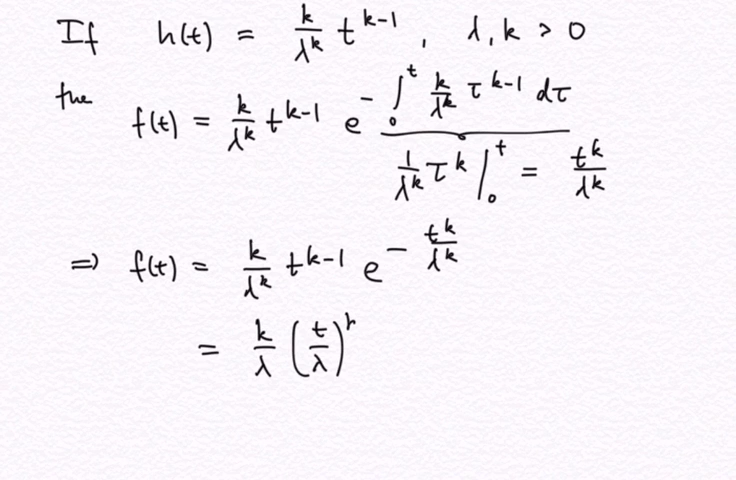 If h(t) = k/λ^k t^{k-1}, λ, k > 0
the f(t) = k/λ^k t^{k-1} e^{-∫_0^t k/λ^k τ^{k-1} dτ}
1/λ^k τ^k |_0^t = t^k/λ^k
⇒ f(t) = k/λ^k t^{k-1} e^{-t^k/λ^k}
= k/λ (t/λ)^